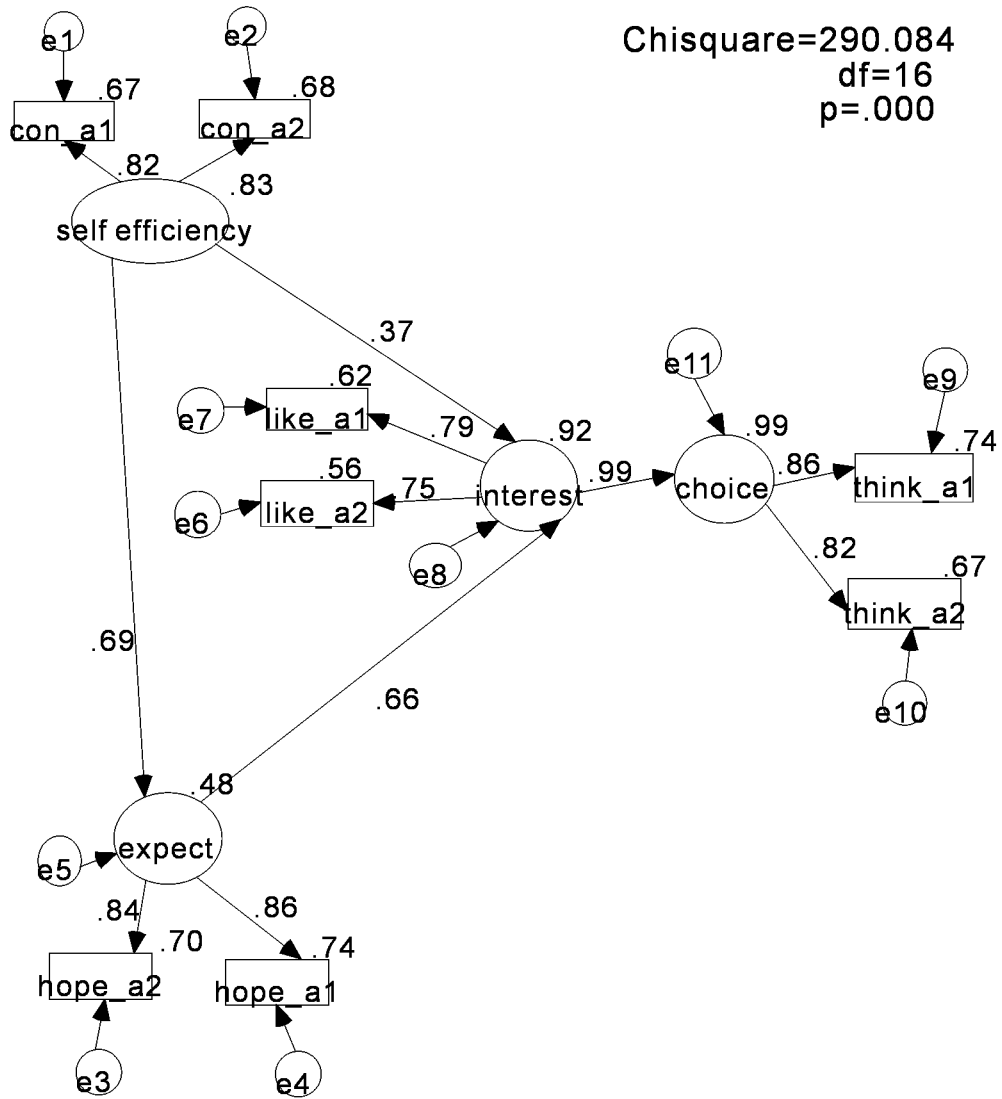 e1
e2
Chisquare=290.084
df=16
p=.000
.67
.68
con_a1
con_a2
.82
.83
self efficiency
.37
e11
e9
.62
e7
like_a1
.79
.92
.99
.74
.56
.75
interest
.99
choice
.86
think_a1
e6
like_a2
e8
.82
.67
think_a2
.69
.66
e10
.48
expect
e5
.84
.86
.70
.74
hope_a2
hope_a1
e3
e4